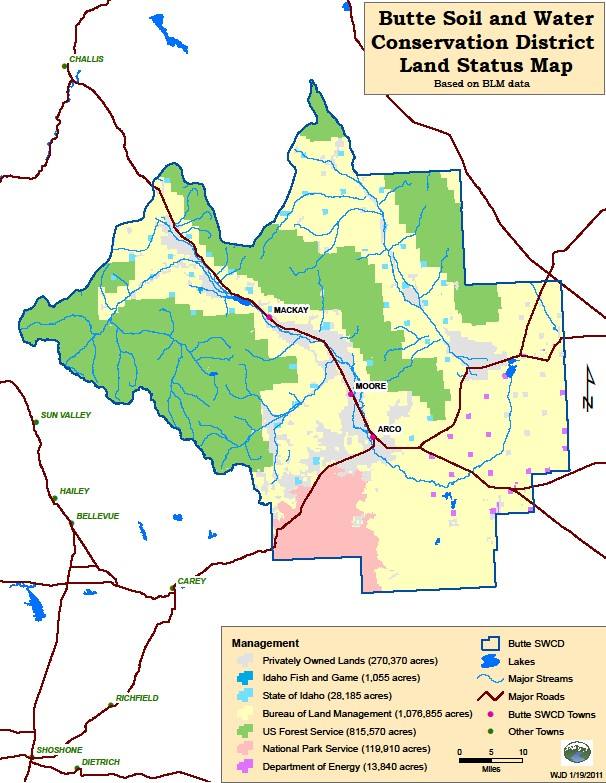 Butte Soil and Water
Conservation District
Land Status Map
Based on BLM data
CHALLIS
MACKAY
MOORE
ARCO
N
SUN VALLEY
HAILEY
BELLEVUE
CAREY
RICHFIELD
SHOSHONE
DIETRICH
Management
Privately Owned Lands (270,370 acres)
Idaho Fish and Game (1,055 acres)
State of Idaho (28,185 acres)
Bureau of Land Management (1,076,855 acres)
US Forest Service (815,570 acres)
National Park Service (119,910 acres)
Department of Energy (13,840 acres)
Butte SWCD
Lakes
Major Streams
Major Roads
Butte SWCD Towns
Other Towns
0 5 10
Miles
WJD 1/19/2011